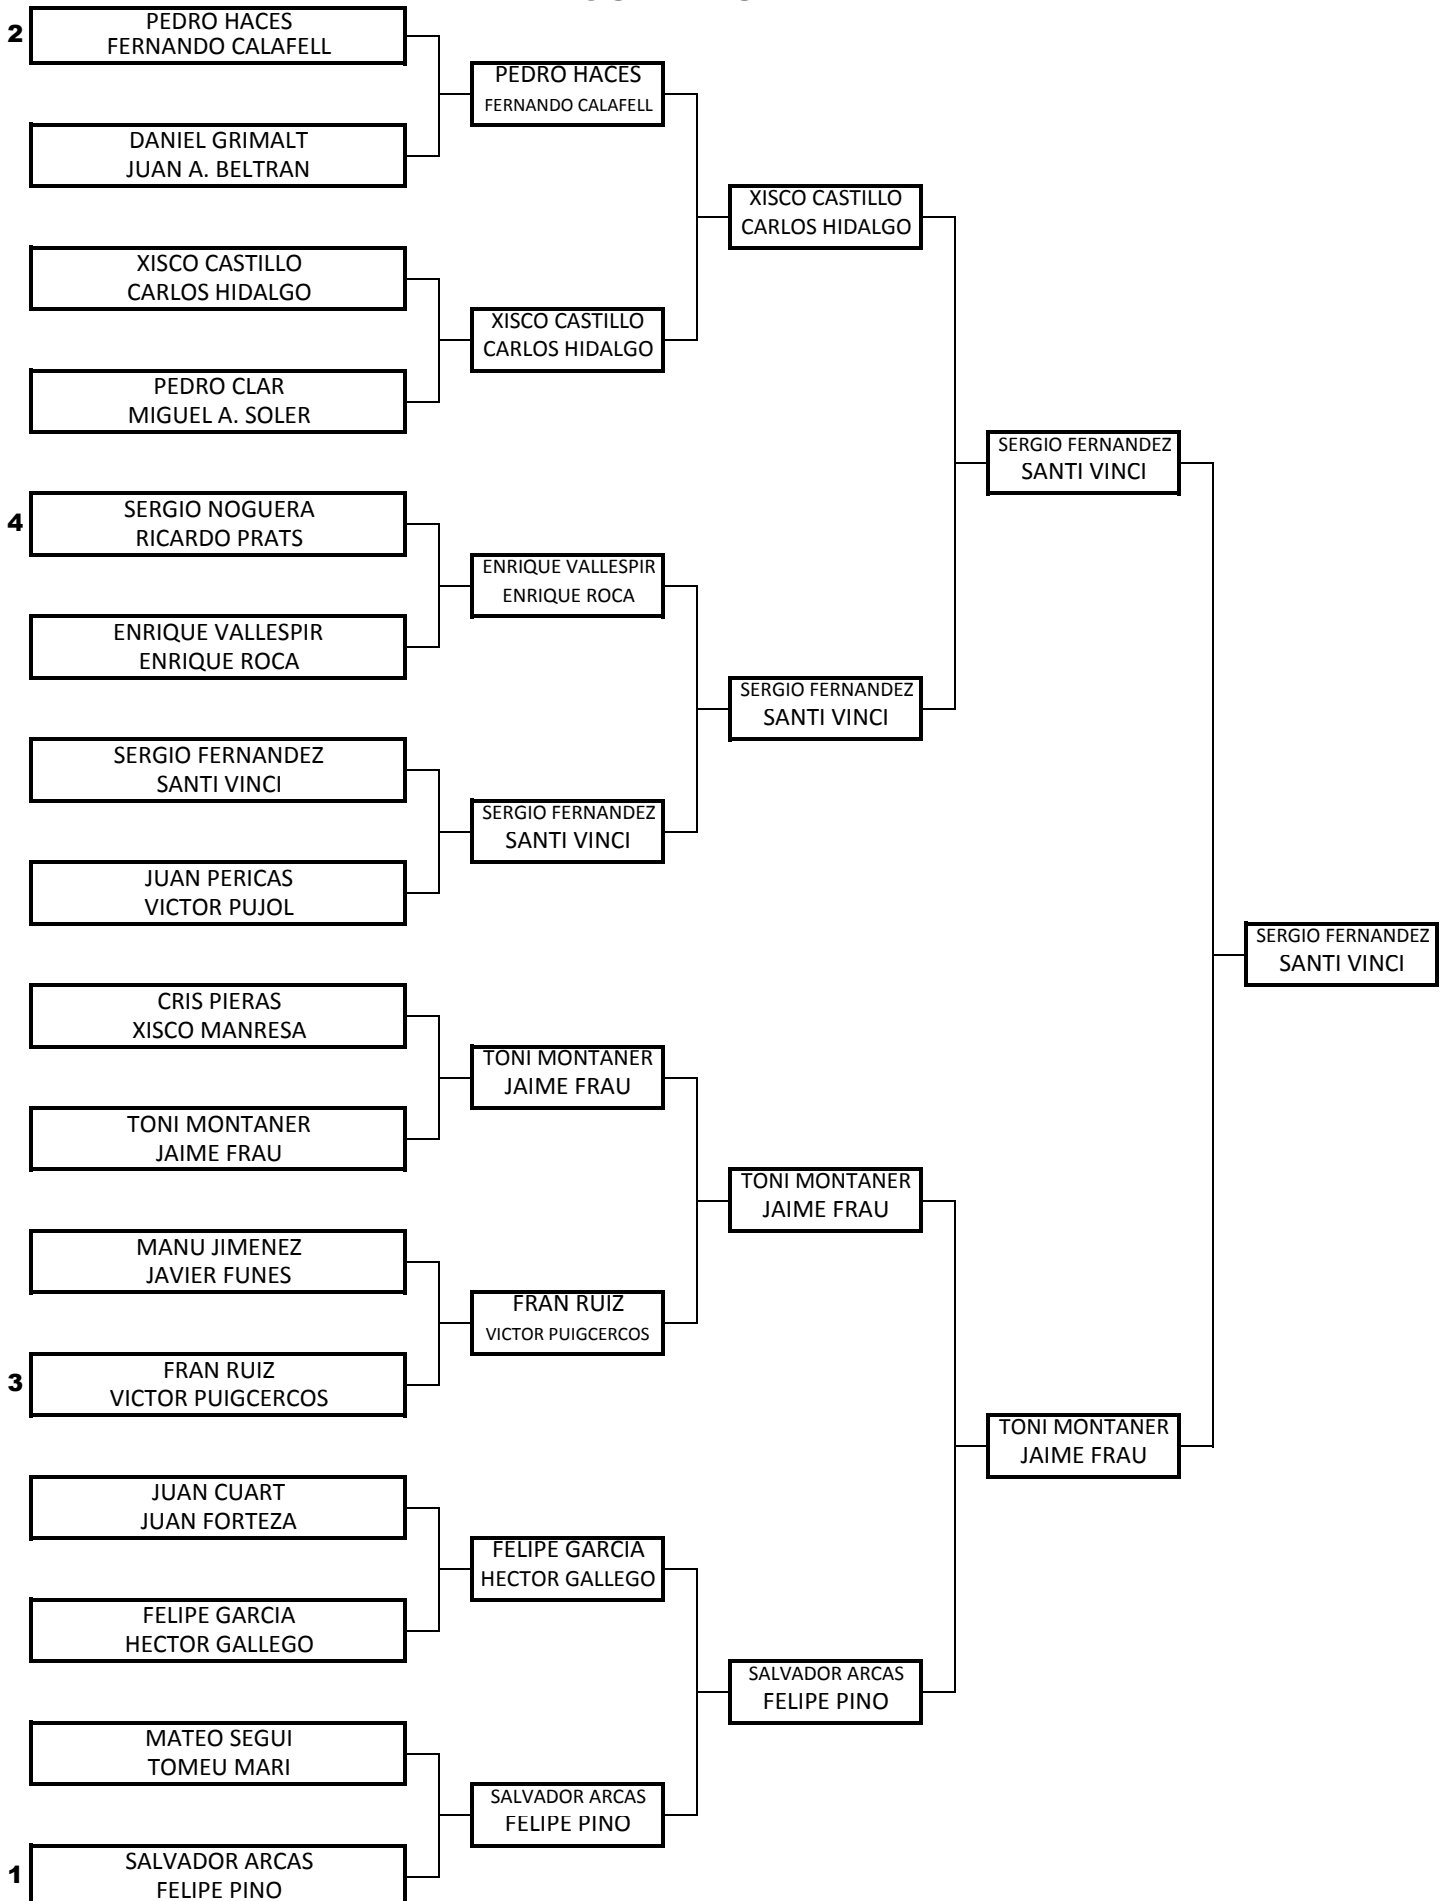 2
PEDRO HACES
FERNANDO CALAFELL
DANIEL GRIMALT
JUAN A. BELTRAN
XISCO CASTILLO
CARLOS HIDALGO
PEDRO CLAR
MIGUEL A. SOLER
4
SERGIO NOGUERA
RICARDO PRATS
ENRIQUE VALLESPIR
ENRIQUE ROCA
SERGIO FERNANDEZ
SANTI VINCI
JUAN PERICAS
VICTOR PUJOL
CRIS PIERAS
XISCO MANRESA
TONI MONTANER
JAIME FRAU
MANU JIMENEZ
JAVIER FUNES
3
FRAN RUIZ
VICTOR PUIGCERCOS
JUAN CUART
JUAN FORTEZA
FELIPE GARCIA
HECTOR GALLEGO
MATEO SEGUI
TOMEU MARI
1
SALVADOR ARCAS
FELIPE PINO
PEDRO HACES
FERNANDO CALAFELL
XISCO CASTILLO
CARLOS HIDALGO
ENRIQUE VALLESPIR
ENRIQUE ROCA
SERGIO FERNANDEZ
SANTI VINCI
TONI MONTANER
JAIME FRAU
FRAN RUIZ
VICTOR PUIGCERCOS
FELIPE GARCIA
HECTOR GALLEGO
SALVADOR ARCAS
FELIPE PINO
XISCO CASTILLO
CARLOS HIDALGO
SERGIO FERNANDEZ
SANTI VINCI
TONI MONTANER
JAIME FRAU
SALVADOR ARCAS
FELIPE PINO
SERGIO FERNANDEZ
SANTI VINCI
TONI MONTANER
JAIME FRAU
SERGIO FERNANDEZ
SANTI VINCI